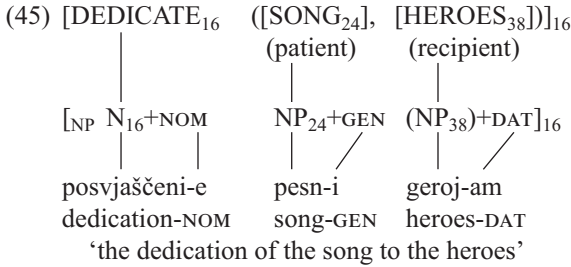 (45) [DEDICATE₁₆ ([SONG₂₄], [HEROES₃₈])]₁₆
(patient) (recipient)
[NP N₁₆+NOM NP₂₄+GEN (NP₃₈)+DAT]₁₆
posvjaščeni-e pesn-i geroj-am
dedication-NOM song-GEN heroes-DAT
‘the dedication of the song to the heroes’